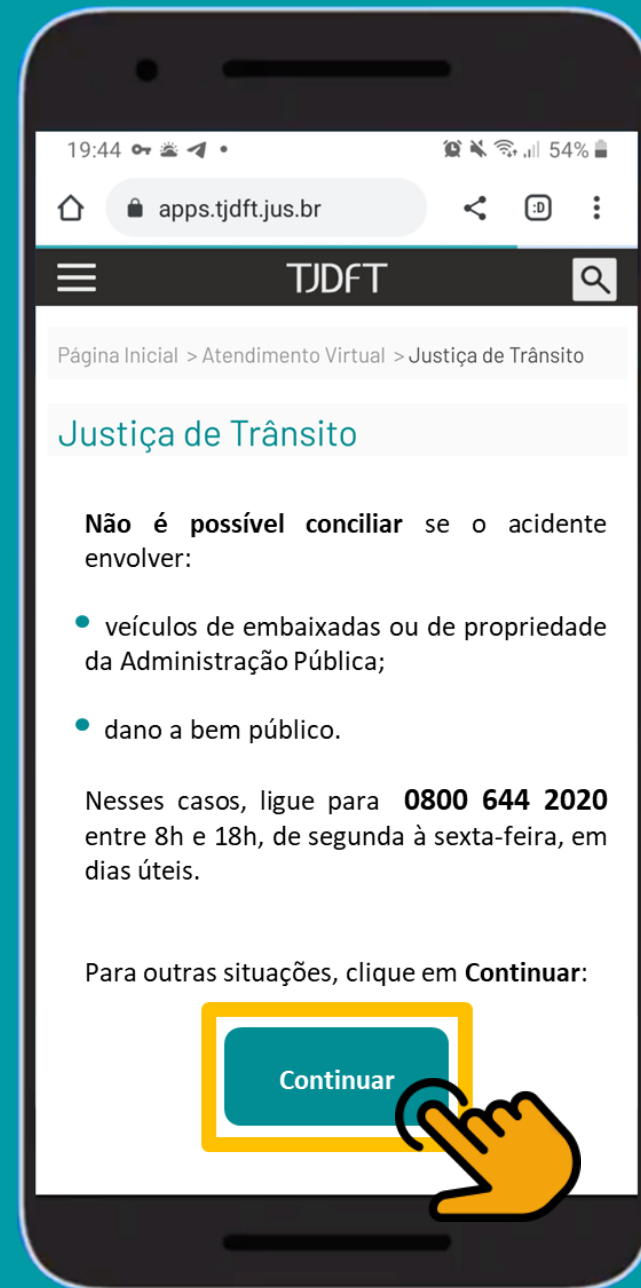 19:44 54%
apps.tjdft.jus.br :D
TJDFT
Página Inicial > Atendimento Virtual > Justiça de Trânsito
Justiça de Trânsito
Não é possível conciliar se o acidente
envolver:
• veículos de embaixadas ou de propriedade
da Administração Pública;
• dano a bem público.
Nesses casos, ligue para 0800 644 2020
entre 8h e 18h, de segunda à sexta-feira, em
dias úteis.
Para outras situações, clique em Continuar:
Continuar